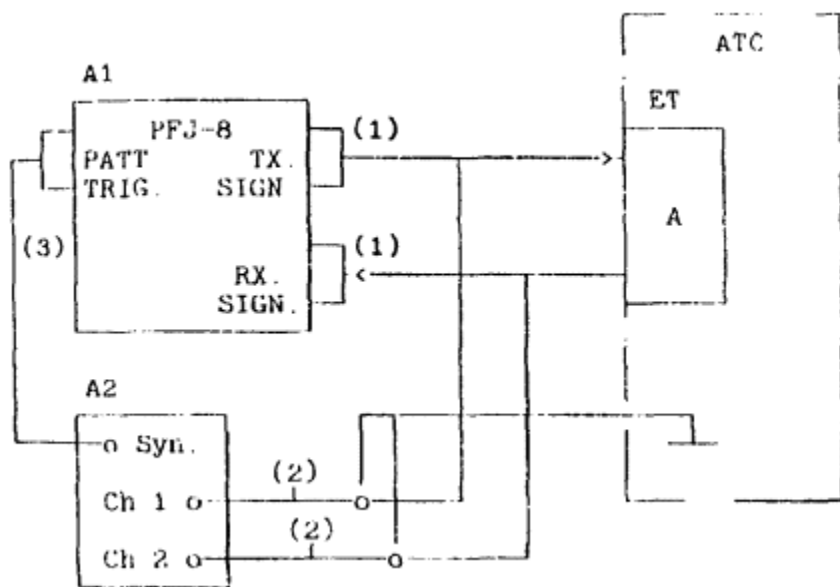 ATC
A1
ET
PFJ-8
(1)
PATT TX.
TRIG. SIGN
A
(3)
(1)
RX.
SIGN.
A2
Syn.
(2)
Ch 1
(2)
Ch 2